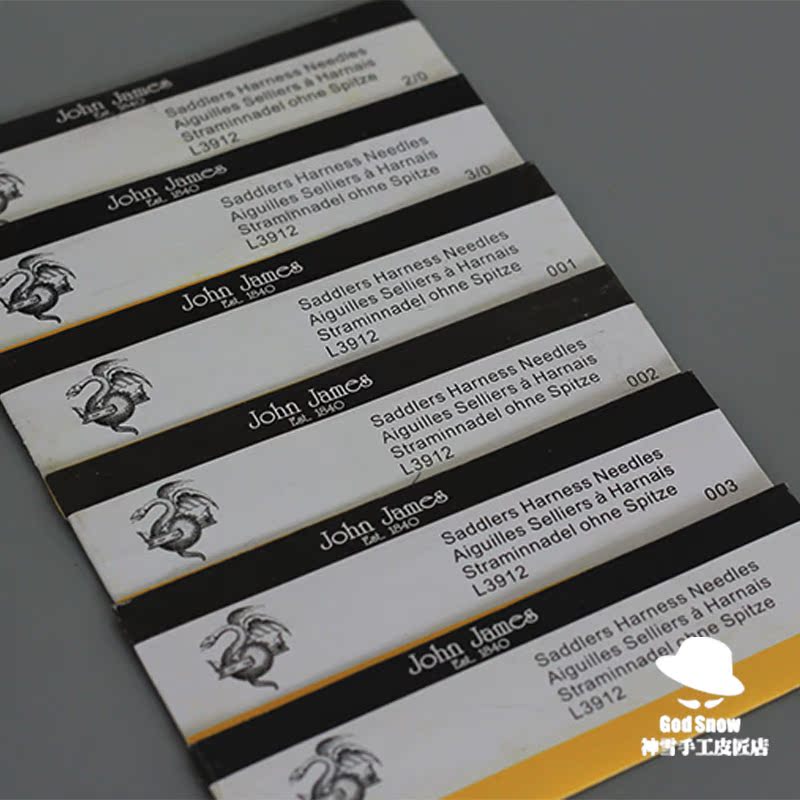 John James
Est. 1840
Saddlers Harness Needles
Aiguilles Selliers à Harnais
Straminnadel ohne Spitze
L3912
2/0
John James
Est. 1840
Saddlers Harness Needles
Aiguilles Selliers à Harnais
Straminnadel ohne Spitze
L3912
3/0
John James
Est. 1840
Saddlers Harness Needles
Aiguilles Selliers à Harnais
Straminnadel ohne Spitze
L3912
001
John James
Est. 1840
Saddlers Harness Needles
Aiguilles Selliers à Harnais
Straminnadel ohne Spitze
L3912
002
John James
Est. 1840
Saddlers Harness Needles
Aiguilles Selliers à Harnais
Straminnadel ohne Spitze
L3912
003
John James
Est. 1840
Saddlers Harness Needles
Aiguilles Selliers à Harnais
Straminnadel ohne Spitze
L3912
God Snow
神雪手工皮匠店